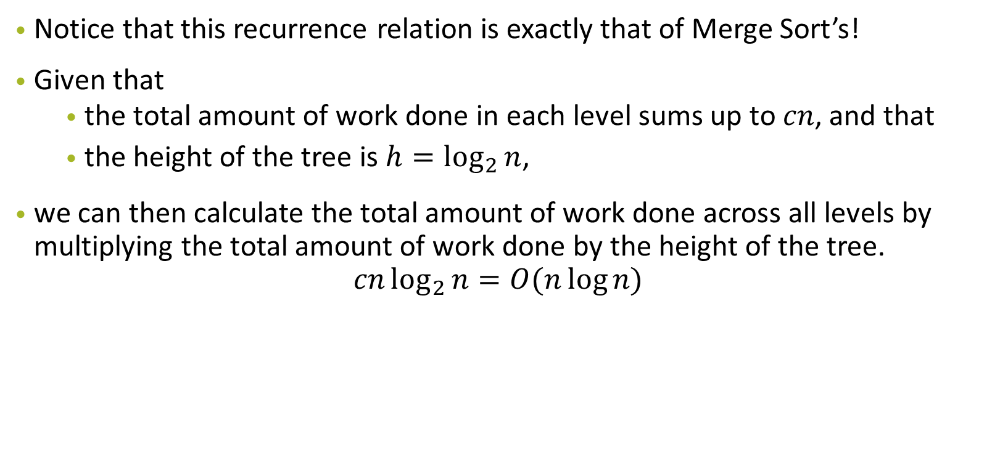 • Notice that this recurrence relation is exactly that of Merge Sort’s!
• Given that
• the total amount of work done in each level sums up to cn, and that
• the height of the tree is h = log₂ n,
• we can then calculate the total amount of work done across all levels by
multiplying the total amount of work done by the height of the tree.
cn log₂ n = O(n log n)